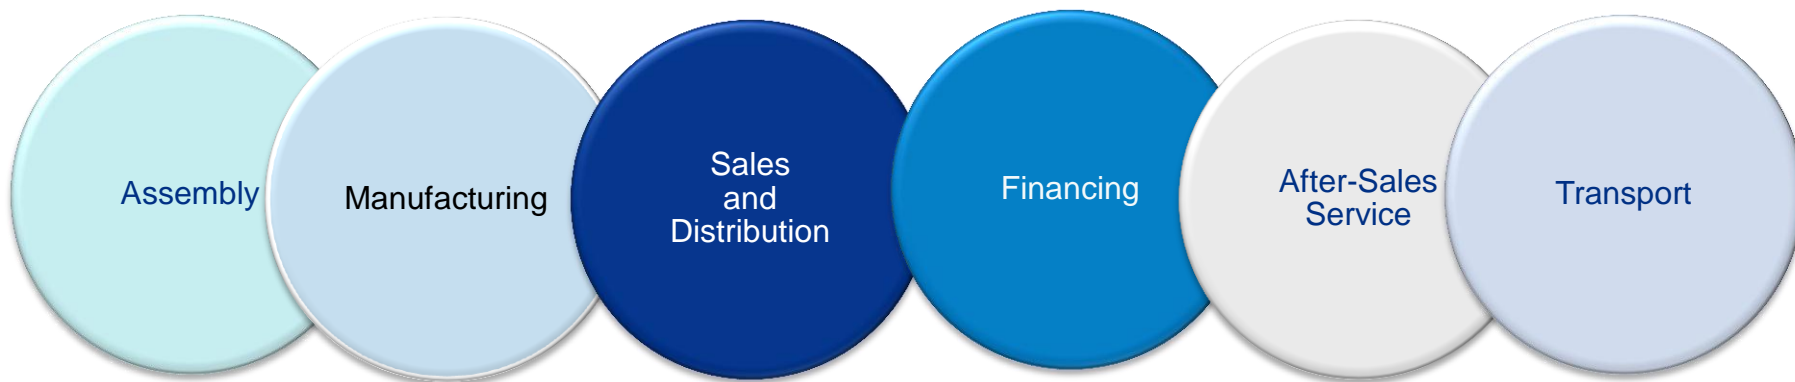 Assembly
Manufacturing
Sales
and
Distribution
Financing
After-Sales
Service
Transport